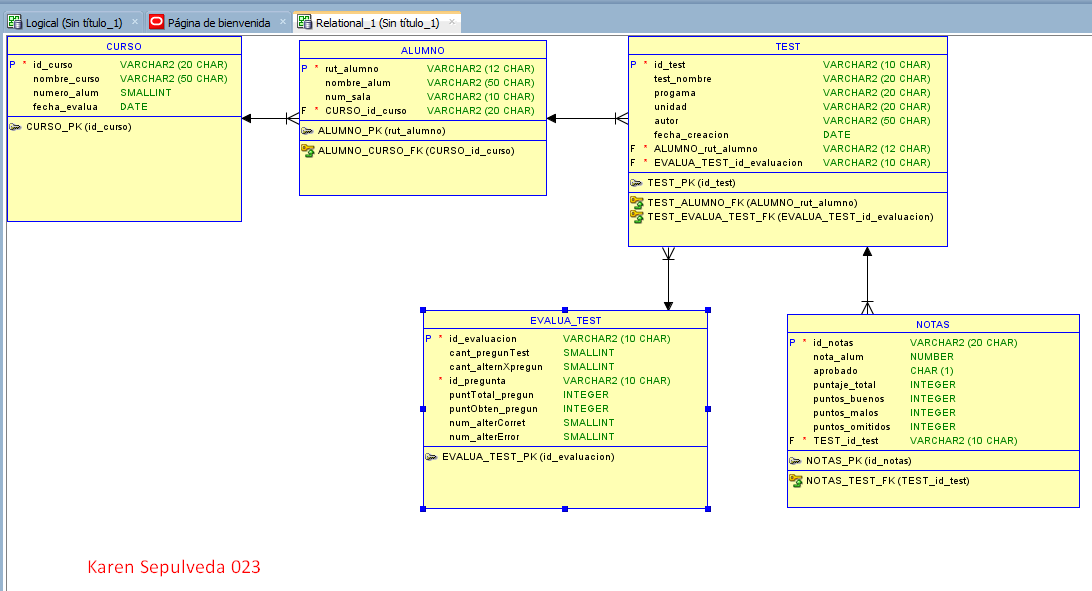 Logical (Sin título_1)
Página de bienvenida
Relational_1 (Sin título_1)
CURSO
P * id_curso VARCHAR2 (20 CHAR)
nombre_curso VARCHAR2 (50 CHAR)
numero_alum SMALLINT
fecha_evalua DATE
CURSO_PK (id_curso)
ALUMNO
P * rut_alumno VARCHAR2 (12 CHAR)
nombre_alum VARCHAR2 (50 CHAR)
num_sala VARCHAR2 (10 CHAR)
F * CURSO_id_curso VARCHAR2 (20 CHAR)
ALUMNO_PK (rut_alumno)
ALUMNO_CURSO_FK (CURSO_id_curso)
TEST
P * id_test VARCHAR2 (10 CHAR)
test_nombre VARCHAR2 (20 CHAR)
progama VARCHAR2 (20 CHAR)
unidad VARCHAR2 (20 CHAR)
autor VARCHAR2 (50 CHAR)
fecha_creacion DATE
F * ALUMNO_rut_alumno VARCHAR2 (12 CHAR)
F * EVALUA_TEST_id_evaluacion VARCHAR2 (10 CHAR)
TEST_PK (id_test)
TEST_ALUMNO_FK (ALUMNO_rut_alumno)
TEST_EVALUA_TEST_FK (EVALUA_TEST_id_evaluacion)
EVALUA_TEST
P * id_evaluacion VARCHAR2 (10 CHAR)
cant_pregunTest SMALLINT
cant_alternXpregun SMALLINT
* id_pregunta VARCHAR2 (10 CHAR)
puntTotal_pregun INTEGER
puntObten_pregun INTEGER
num_alterCorret SMALLINT
num_alterError SMALLINT
EVALUA_TEST_PK (id_evaluacion)
NOTAS
P * id_notas VARCHAR2 (20 CHAR)
nota_alum NUMBER
aprobado CHAR (1)
puntaje_total INTEGER
puntos_buenos INTEGER
puntos_malos INTEGER
puntos_omitidos INTEGER
F * TEST_id_test VARCHAR2 (10 CHAR)
NOTAS_PK (id_notas)
NOTAS_TEST_FK (TEST_id_test)
Karen Sepulveda 023